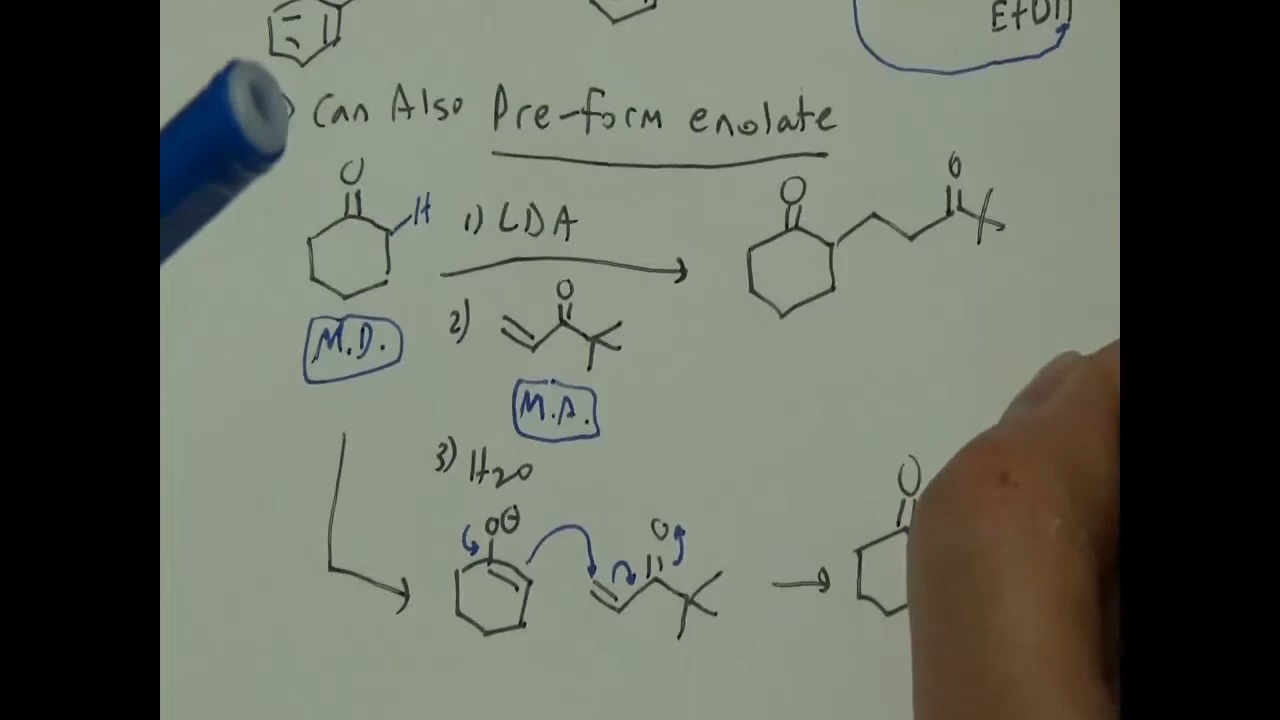 EtOH
) Can Also Pre-form enolate
O
H
1) LDA
O
O
M.D.
2)
O
M.A.
3) H2O
O⊖
O
O